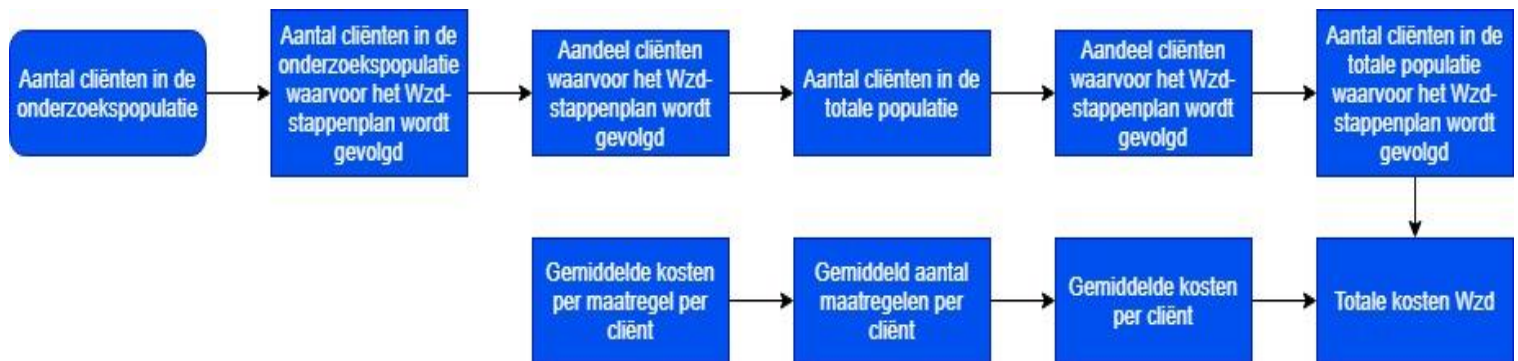 Aantal cliënten in de
onderzoekspopulatie
Aantal cliënten in de
onderzoekspopulatie
waarvoor het Wzd-
stappenplan wordt
gevolgd
Aandeel cliënten
waarvoor het Wzd-
stappenplan wordt
gevolgd
Aantal cliënten in de
totale populatie
Aandeel cliënten
waarvoor het Wzd-
stappenplan wordt
gevolgd
Aantal cliënten in de
totale populatie
waarvoor het Wzd-
stappenplan wordt
gevolgd
Gemiddelde kosten
per maatregel per
cliënt
Gemiddeld aantal
maatregelen per
cliënt
Gemiddelde kosten
per cliënt
Totale kosten Wzd